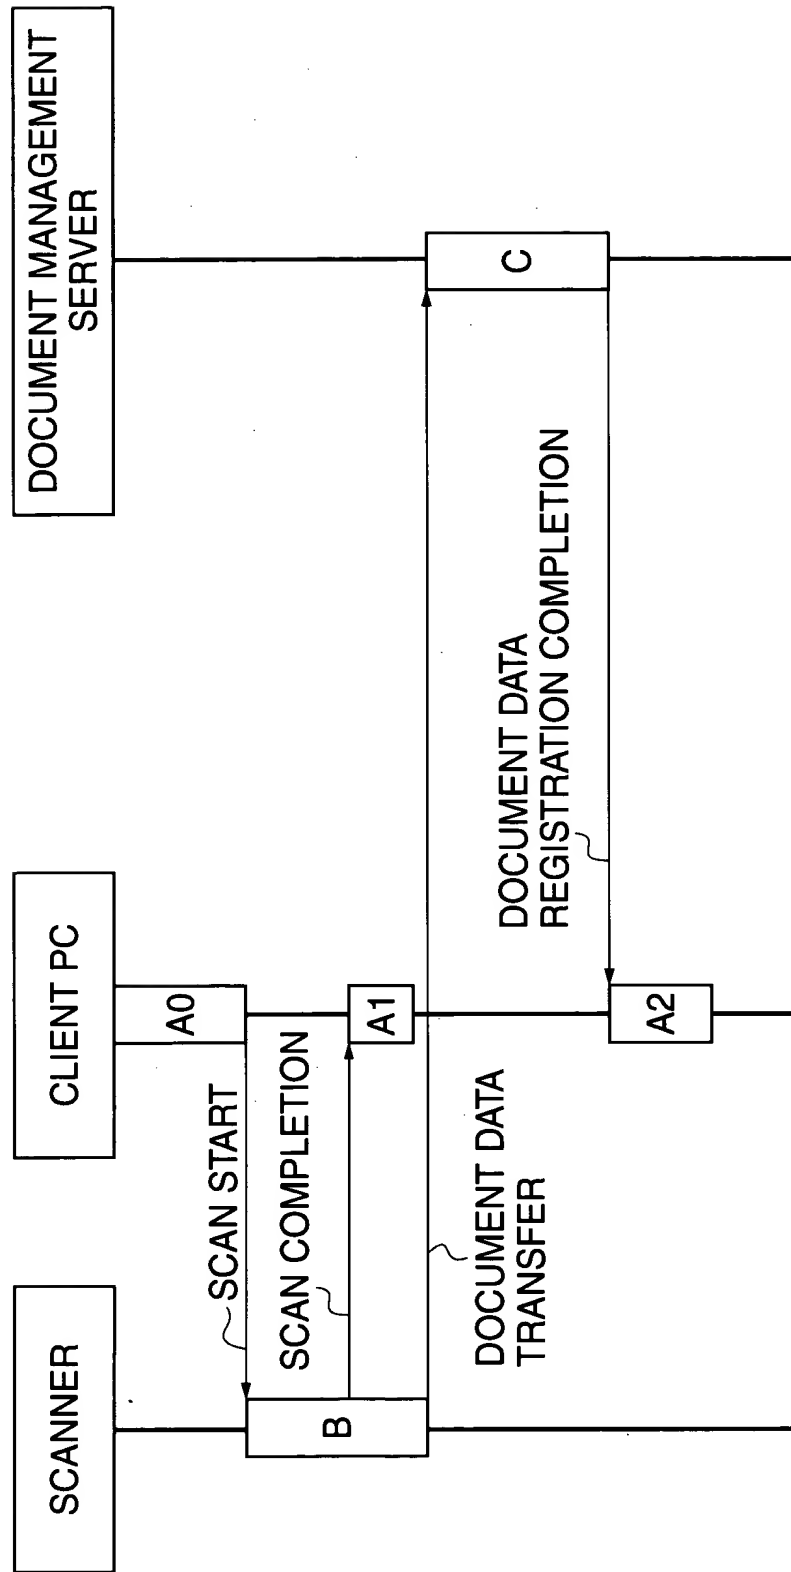 SCANNER
CLIENT PC
DOCUMENT MANAGEMENT
SERVER
A0
SCAN START
B
SCAN COMPLETION
A1
DOCUMENT DATA
TRANSFER
C
DOCUMENT DATA
REGISTRATION COMPLETION
A2